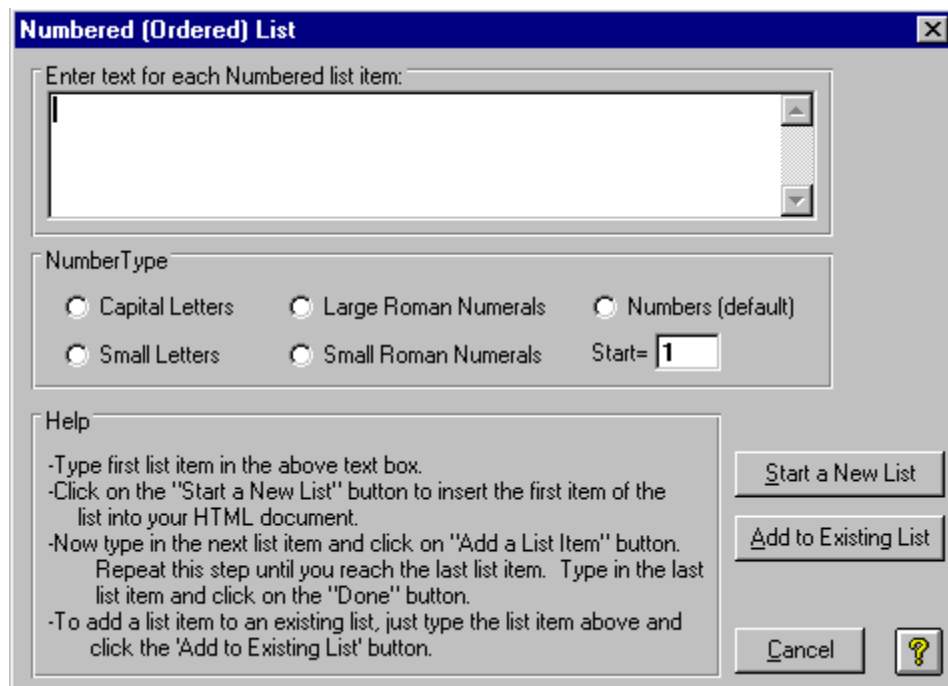 Numbered (Ordered) List
Enter text for each Numbered list item:
NumberType
Capital Letters
Large Roman Numerals
Numbers (default)
Small Letters
Small Roman Numerals
Start= 1
Help
-Type first list item in the above text box.
-Click on the "Start a New List" button to insert the first item of the
list into your HTML document.
-Now type in the next list item and click on "Add a List Item" button.
Repeat this step until you reach the last list item.  Type in the last
list item and click on the "Done" button.
-To add a list item to an existing list, just type the list item above and
click the 'Add to Existing List' button.
Start a New List
Add to Existing List
Cancel
?